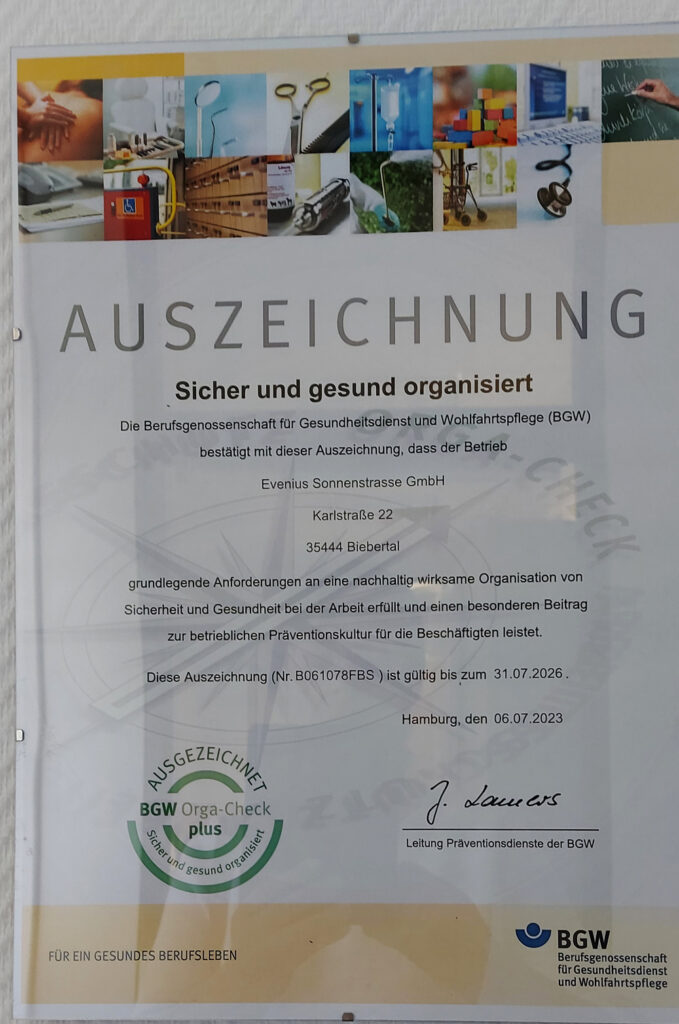 AUSZEICHNUNG
Sicher und gesund organisiert
Die Berufsgenossenschaft für Gesundheitsdienst und Wohlfahrtspflege (BGW)
bestätigt mit dieser Auszeichnung, dass der Betrieb
Evenius Sonnenstrasse GmbH
Karlstraße 22
35444 Biebertal
grundlegende Anforderungen an eine nachhaltig wirksame Organisation von
Sicherheit und Gesundheit bei der Arbeit erfüllt und einen besonderen Beitrag
zur betrieblichen Präventionskultur für die Beschäftigten leistet.
Diese Auszeichnung (Nr. B061078FBS ) ist gültig bis zum 31.07.2026 .
Hamburg, den 06.07.2023
AUSGEZEICHNET
BGW Orga-Check
plus
Sicher und gesund organisiert
J. Lamers
Leitung Präventionsdienste der BGW
FÜR EIN GESUNDES BERUFSLEBEN
BGW
Berufsgenossenschaft
für Gesundheitsdienst
und Wohlfahrtspflege
ORGA-CHECK